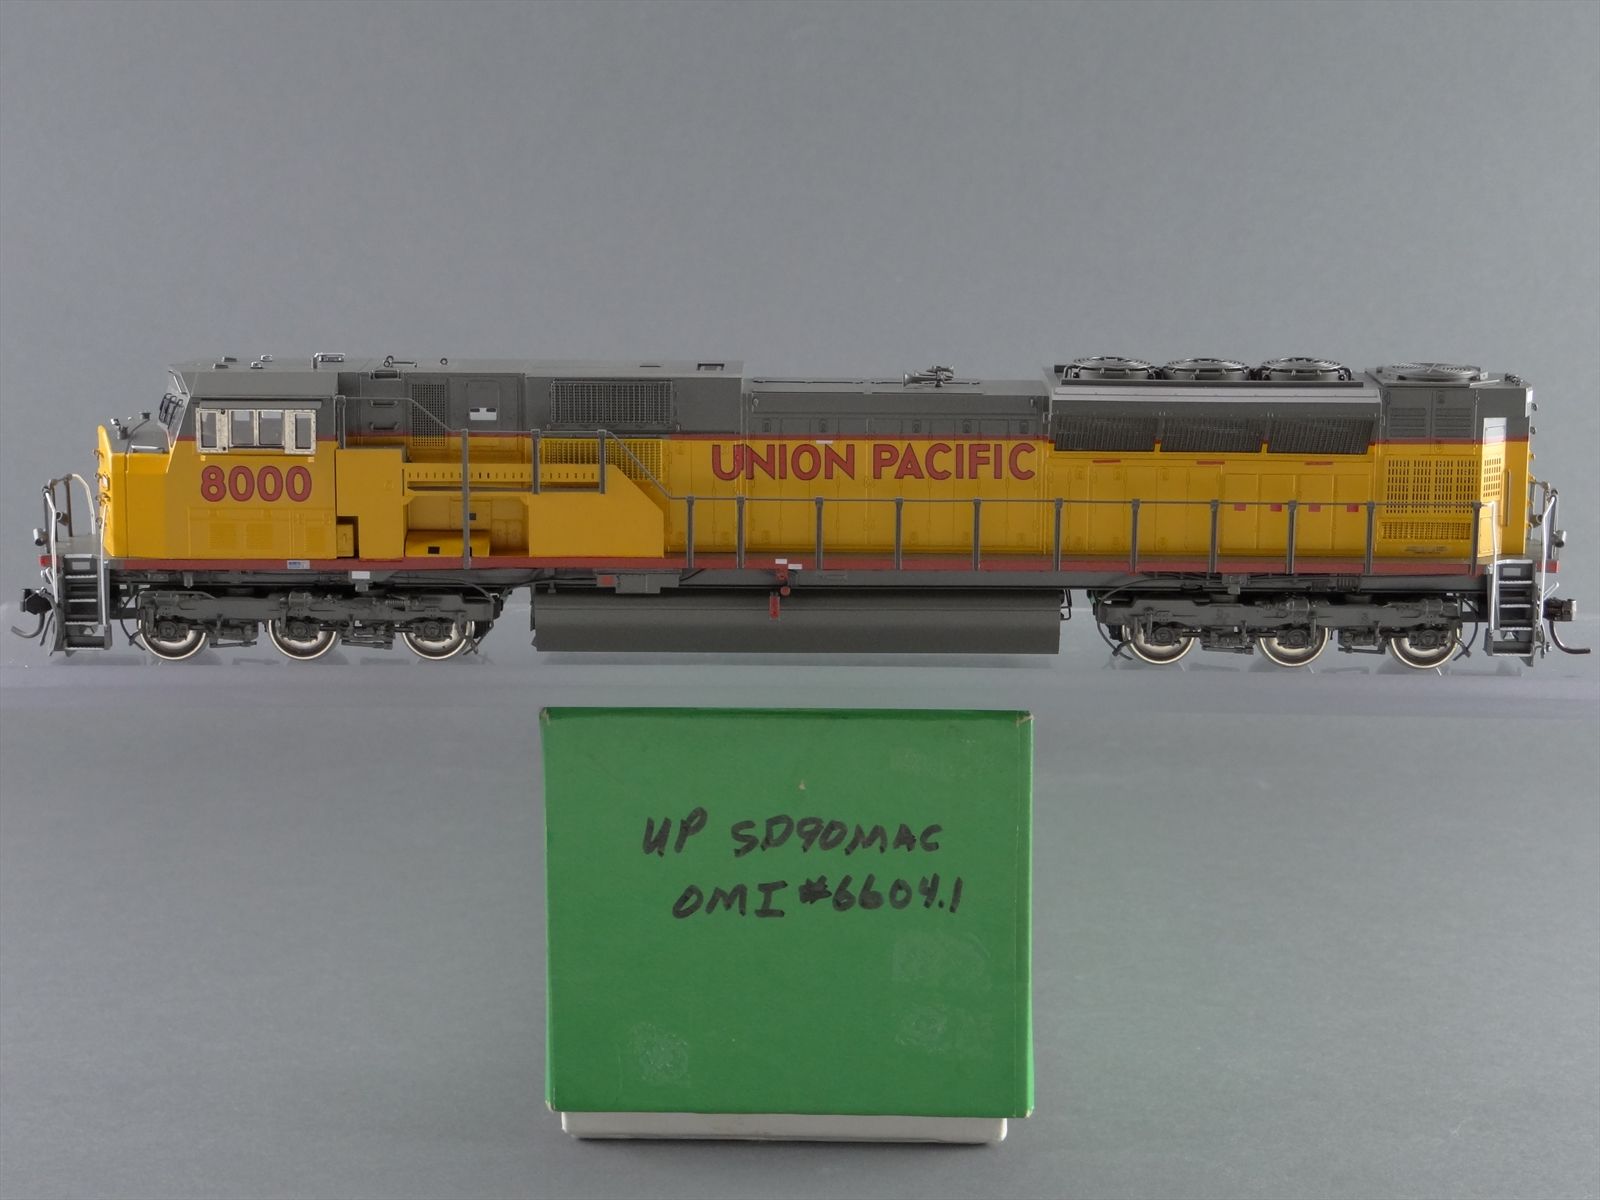 8000
UNION PACIFIC
UP SD90MAC
OMI #6604.1